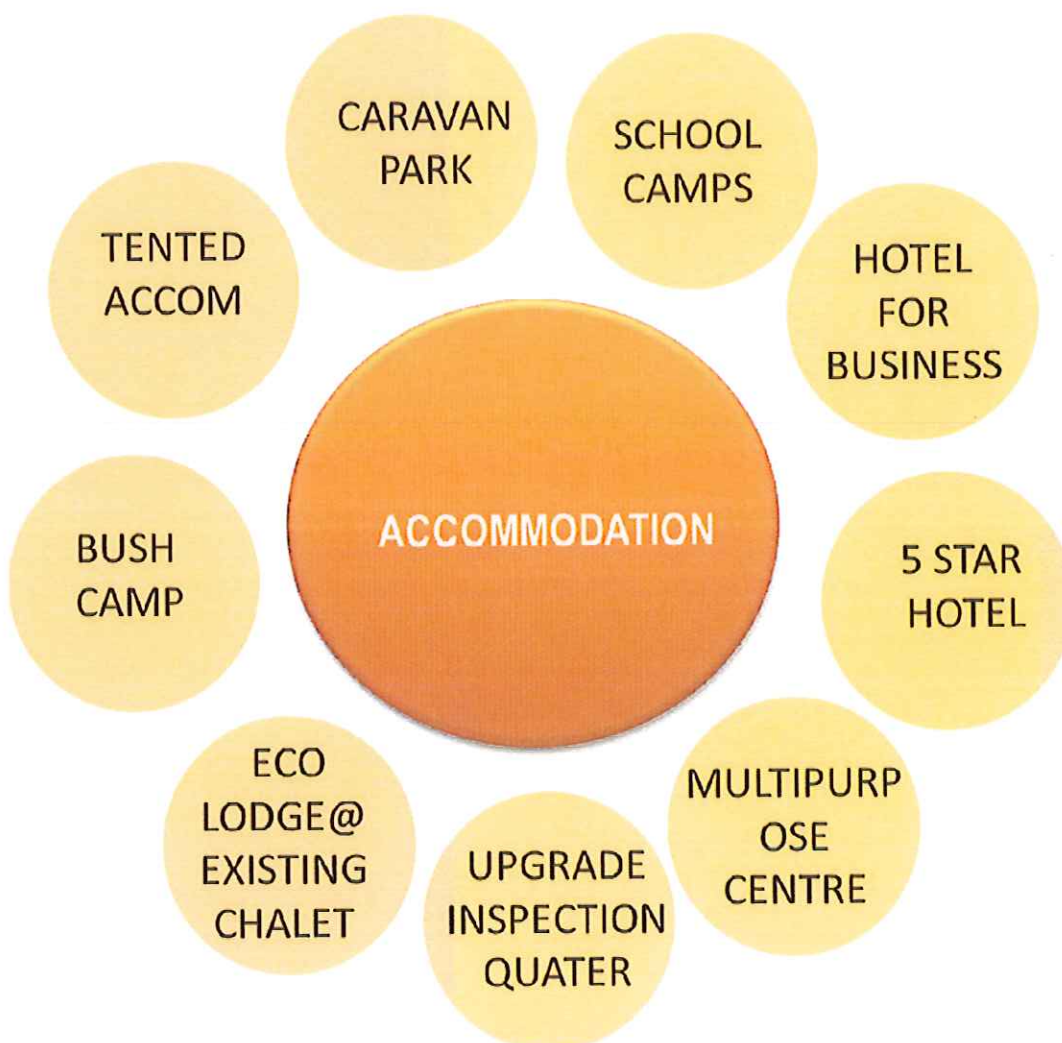 CARAVAN
PARK
SCHOOL
CAMPS
HOTEL
FOR
BUSINESS
5 STAR
HOTEL
MULTIPURP
OSE
CENTRE
UPGRADE
INSPECTION
QUATER
ECO
LODGE@
EXISTING
CHALET
BUSH
CAMP
TENTED
ACCOM
ACCOMMODATION